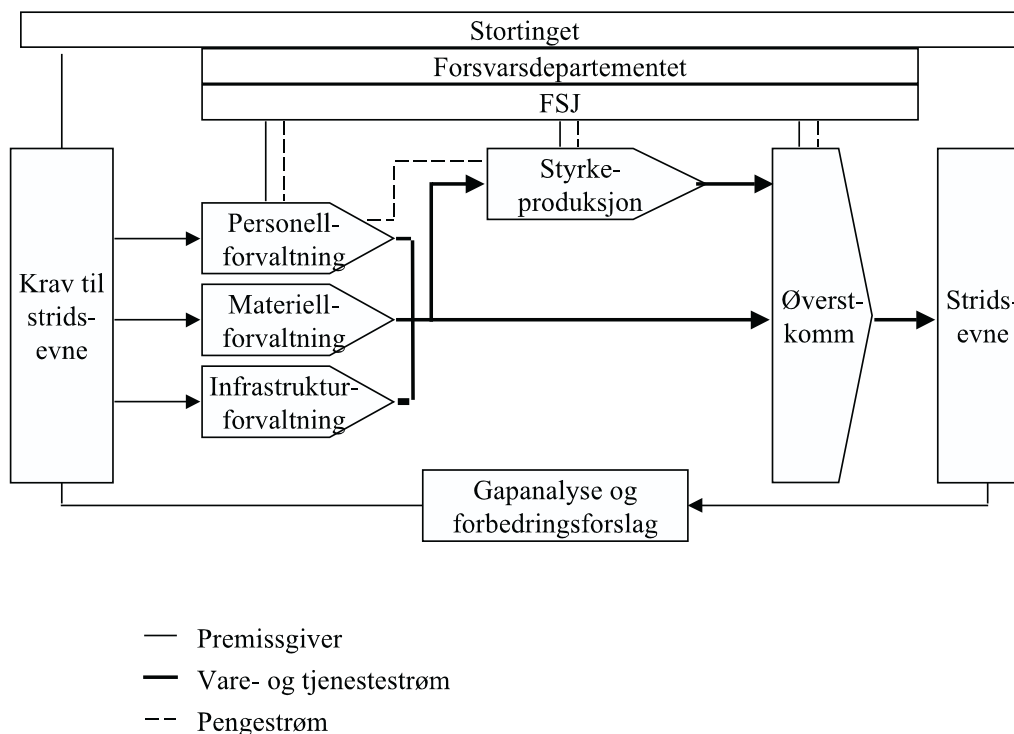 Stortinget
Forsvarsdepartementet
FSJ
Styrke-
produksjon
Personell-
forvaltning
Materiell-
forvaltning
Infrastruktur-
forvaltning
Krav til
strids-
evne
Øverst-
komm
Strids-
evne
Gapanalyse og
forbedringsforslag
Premissgiver
Vare- og tjenestestrøm
Pengestrøm